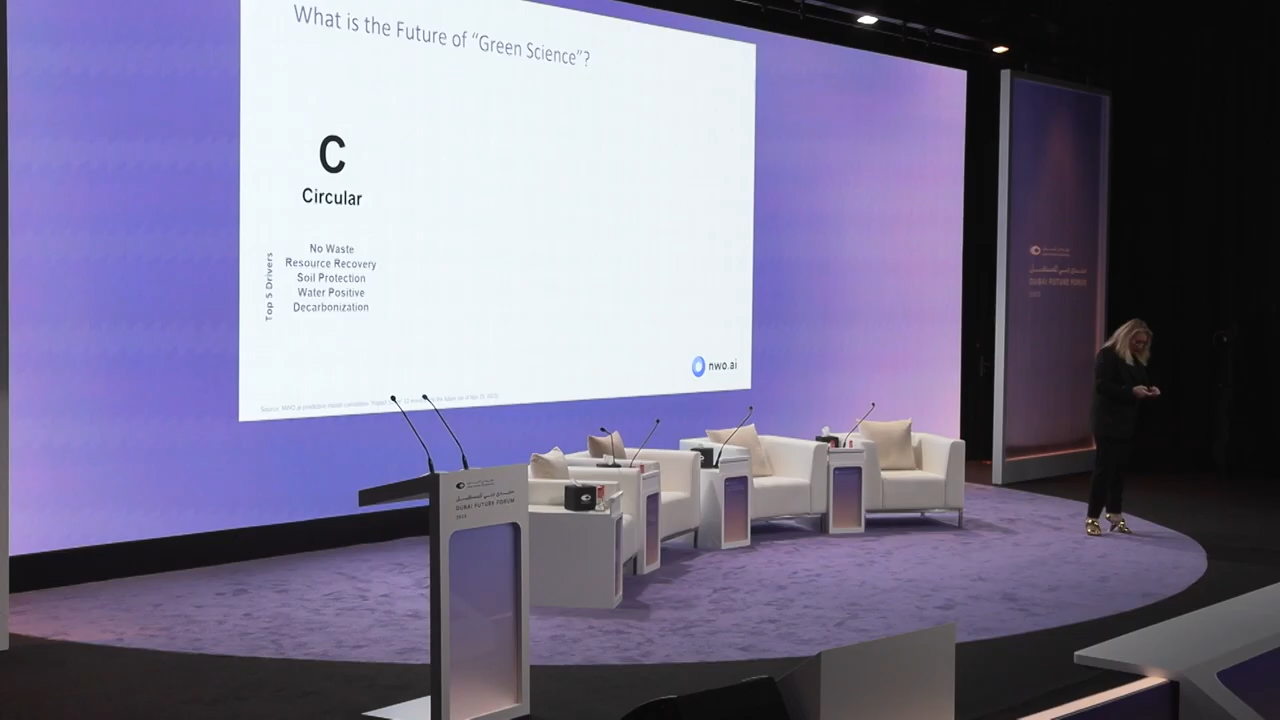 What is the Future of “Green Science”?
C
Circular
Top 5 Drivers
No Waste
Resource Recovery
Soil Protection
Water Positive
Decarbonization
nwo.ai
DUBAI FUTURE FORUM
DUBAI FUTURE FORUM